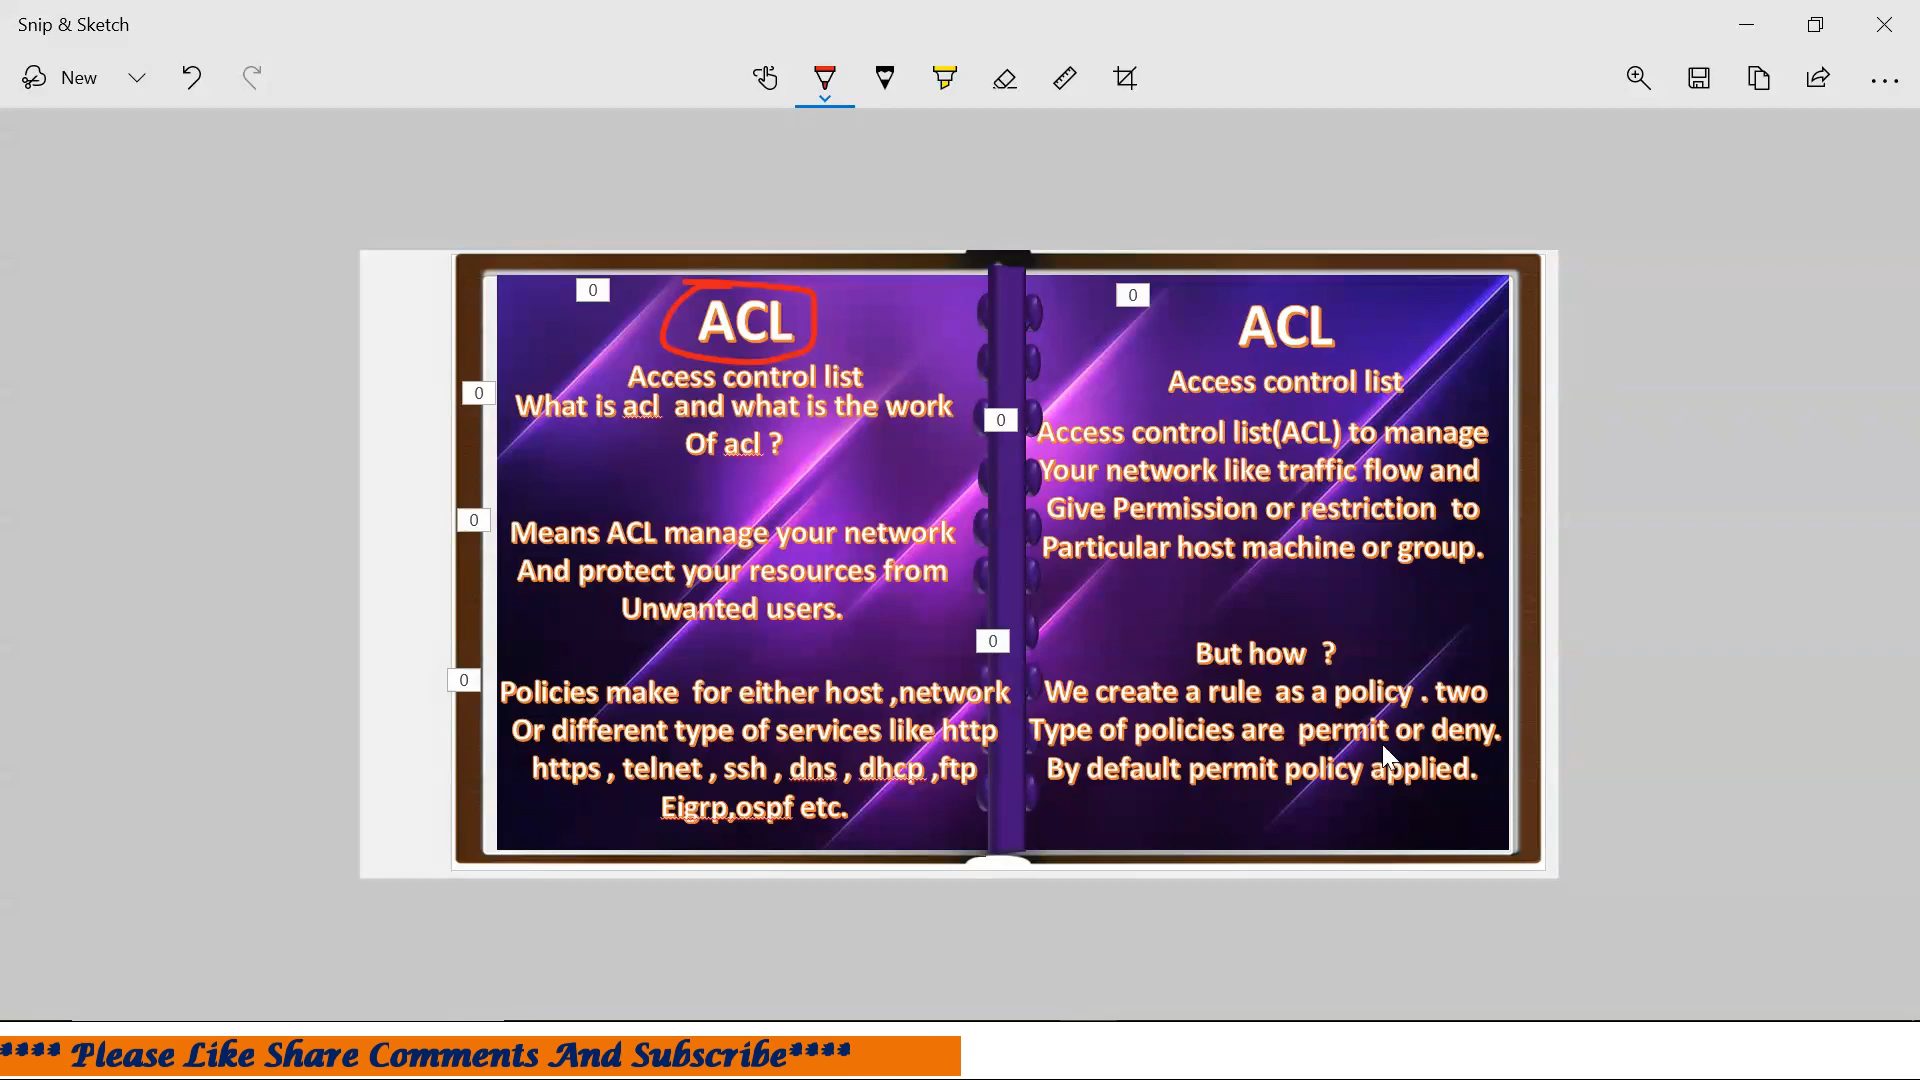 Snip & Sketch
New
0
ACL
Access control list
0
What is acl  and what is the work
Of acl ?
0
Means ACL manage your network
And protect your resources from
Unwanted users.
0
Policies make  for either host ,network
Or different type of services like http
https , telnet , ssh , dns , dhcp ,ftp
Eigrp,ospf etc.
0
ACL
Access control list
0
Access control list(ACL) to manage
Your network like traffic flow and
Give Permission or restriction  to
Particular host machine or group.
0
But how  ?
We create a rule  as a policy . two
Type of policies are  permit or deny.
By default permit policy applied.
**** Please Like Share Comments And Subscribe****